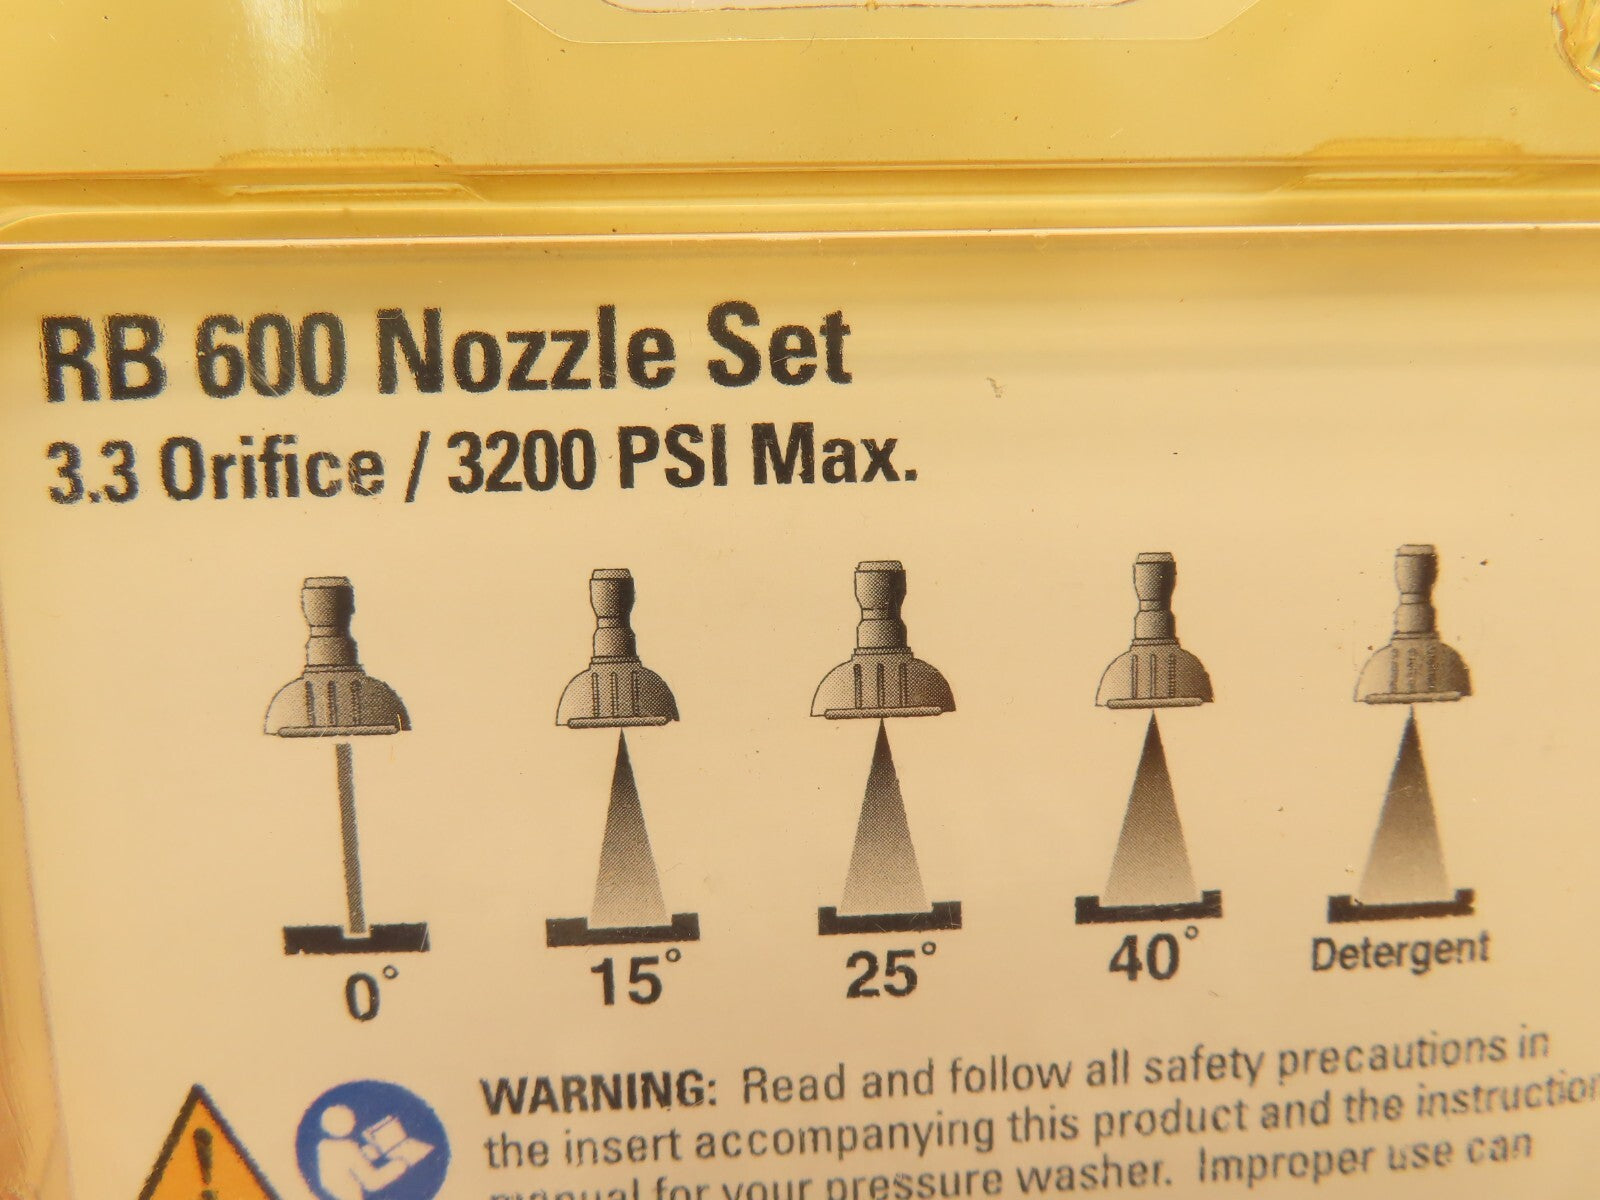 RB 600 Nozzle Set
3.3 Orifice / 3200 PSI Max.
0° 15° 25° 40° Detergent
WARNING: Read and follow all safety precautions in
the insert accompanying this product and the instruction
manual for your pressure washer. Improper use can